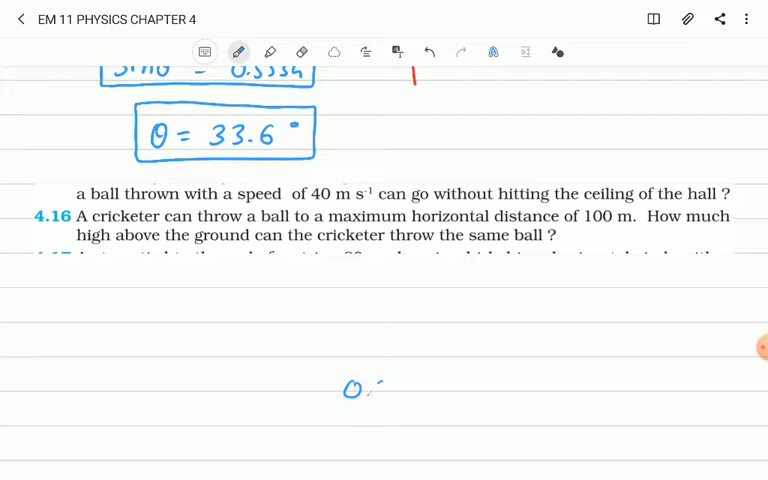 EM 11 PHYSICS CHAPTER 4
θ = 33.6°
a ball thrown with a speed of 40 m s⁻¹ can go without hitting the ceiling of the hall ?
4.16 A cricketer can throw a ball to a maximum horizontal distance of 100 m. How much
high above the ground can the cricketer throw the same ball ?